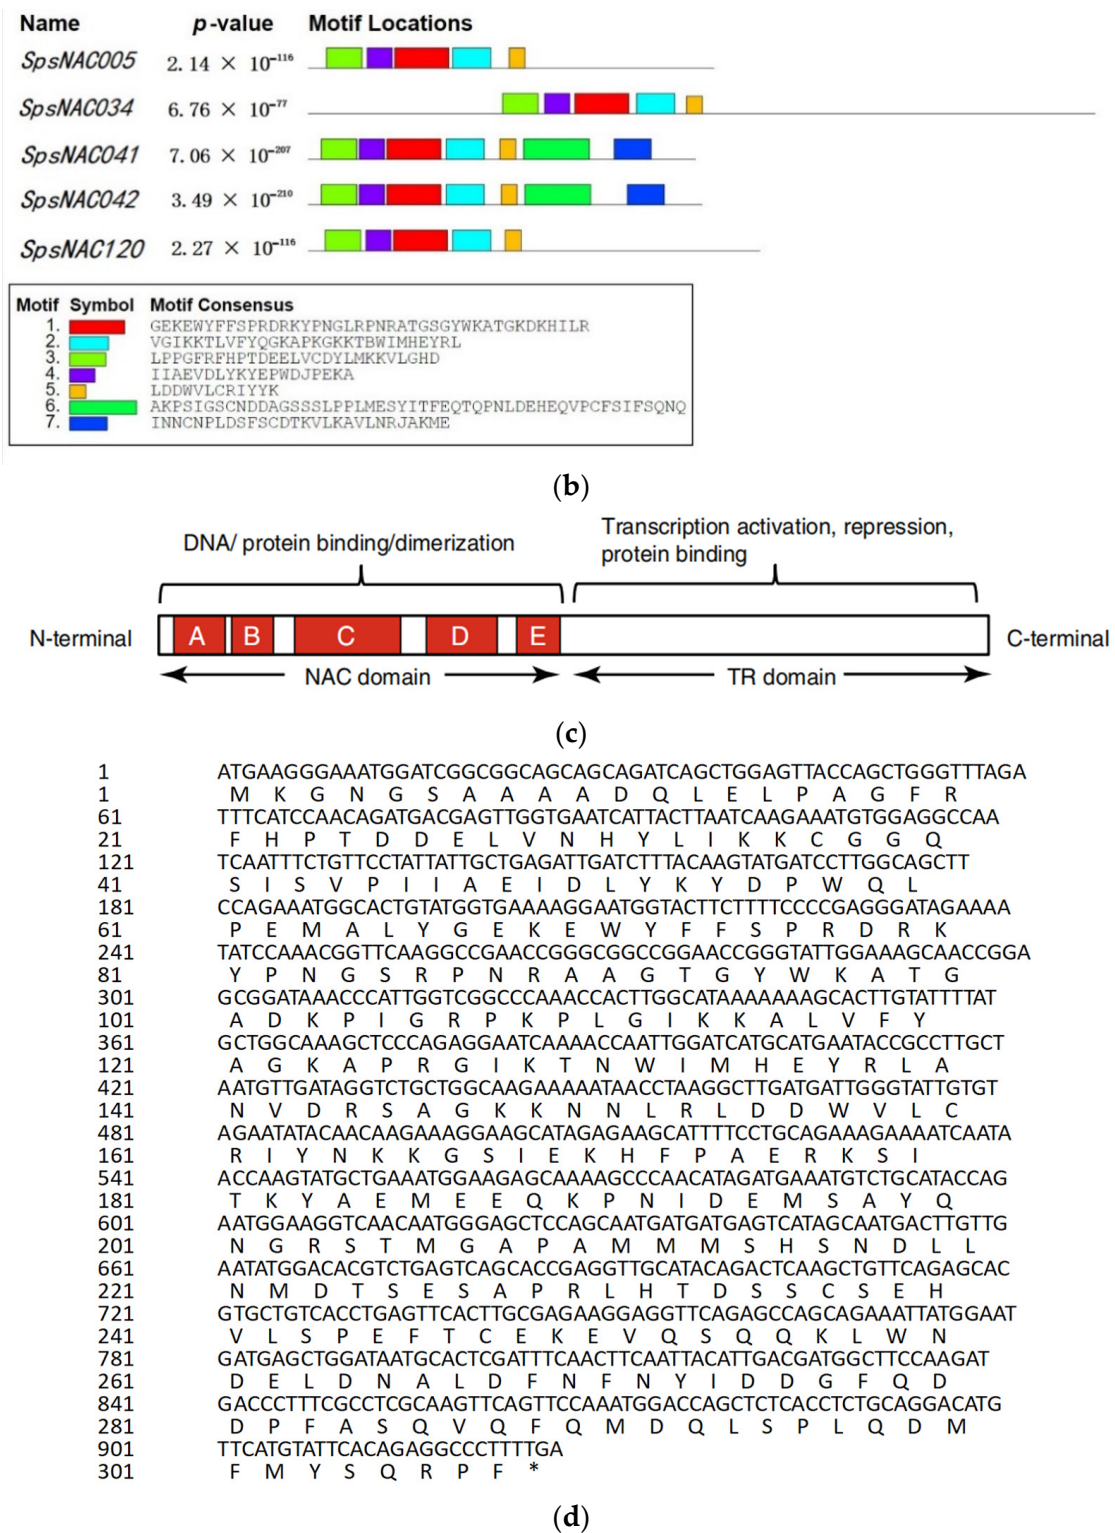 Name p-value Motif Locations
SpsNAC005 2.14 × 10⁻¹¹⁶
SpsNAC034 6.76 × 10⁻⁷⁷
SpsNAC041 7.06 × 10⁻²⁰⁷
SpsNAC042 3.49 × 10⁻²¹⁰
SpsNAC120 2.27 × 10⁻¹¹⁶
Motif Symbol Motif Consensus
1. GEKEWYFFSPRDRKYPNGLRPNRATGSGYWKATGKDKHILR
2. VGIKKTLVFYQGKAPKGKKTBWIMHEYRL
3. LPPGFRFHPTDEELVCDYLMKKVLGHD
4. IIAEVDLYKYEPWDJPEKA
5. LDDWVLCRIYYK
6. AKPSIGSCNDDAGSSSLPPLMESYITFEQTQPNLDEHEQVPCFSIFSQNQ
7. INNCNPLDSFSCDTKVLKAVLNRJAKME
(b)
DNA/ protein binding/dimerization
Transcription activation, repression,
protein binding
N-terminal A B C D E C-terminal
NAC domain TR domain
(c)
1 ATGAAGGGAAATGGATCGGCGGCAGCAGCAGATCAGCTGGAGTTACCAGCTGGGTTTAGA
1 M K G N G S A A A A D Q L E L P A G F R
61 TTTCATCCAACAGATGACGAGTTGGTGAATCATTACTTAATCAAGAAATGTGGAGGCCAA
21 F H P T D D E L V N H Y L I K K C G G Q
121 TCAATTTCTGTTCCTATTATTGCTGAGATTGATCTTTACAAGTATGATCCTTGGCAGCTT
41 S I S V P I I A E I D L Y K Y D P W Q L
181 CCAGAAATGGCACTGTATGGTGAAAAGGAATGGTACTTCTTTTCCCCGAGGGATAGAAAA
61 P E M A L Y G E K E W Y F F S P R D R K
241 TATCCAAACGGTTCAAGGCCGAACCGGGCGGCCGGAACCGGGTATTGGAAAGCAACCGGA
81 Y P N G S R P N R A A G T G Y W K A T G
301 GCGGATAAACCCATTGGTCGGCCCAAACCACTTGGCATAAAAAAAGCACTTGTATTTTAT
101 A D K P I G R P K P L G I K K A L V F Y
361 GCTGGCAAAGCTCCCAGAGGAATCAAAACCAATTGGATCATGCATGAATACCGCCTTGCT
121 A G K A P R G I K T N W I M H E Y R L A
421 AATGTTGATAGGTCTGCTGGCAAGAAAAATAACCTAAGGCTTGATGATTGGGTATTGTGT
141 N V D R S A G K K N N L R L D D W V L C
481 AGAATATACAACAAGAAAGGAAGCATAGAGAAGCATTTTCCTGCAGAAAGAAAATCAATA
161 R I Y N K K G S I E K H F P A E R K S I
541 ACCAAGTATGCTGAAATGGAAGAGCAAAAGCCCAACATAGATGAAATGTCTGCATACCAG
181 T K Y A E M E E Q K P N I D E M S A Y Q
601 AATGGAAGGTCAACAATGGGAGCTCCAGCAATGATGATGAGTCATAGCAATGACTTGTTG
201 N G R S T M G A P A M M M S H S N D L L
661 AATATGGACACGTCTGAGTCAGCACCGAGGTTGCATACAGACTCAAGCTGTTCAGAGCAC
221 N M D T S E S A P R L H T D S S C S E H
721 GTGCTGTCACCTGAGTTCACTTGCGAGAAGGAGGTTCAGAGCCAGCAGAAATTATGGAAT
241 V L S P E F T C E K E V Q S Q Q K L W N
781 GATGAGCTGGATAATGCACTCGATTTCAACTTCAATTACATTGACGATGGCTTCCAAGAT
261 D E L D N A L D F N F N Y I D D G F Q D
841 GACCCTTTCGCCTCGCAAGTTCAGTTCCAAATGGACCAGCTCTCACCTCTGCAGGACATG
281 D P F A S Q V Q F Q M D Q L S P L Q D M
901 TTCATGTATTCACAGAGGCCCTTTTGA
301 F M Y S Q R P F *
(d)